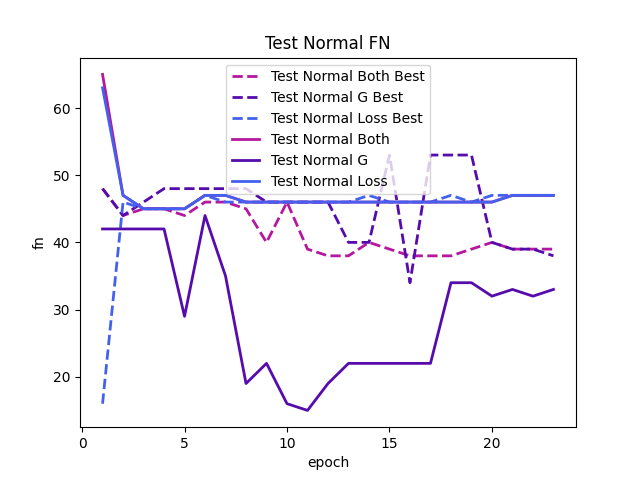 Test Normal FN
Test Normal Both Best
Test Normal G Best
Test Normal Loss Best
Test Normal Both
Test Normal G
Test Normal Loss
fn
60
50
40
30
20
0
5
10
15
20
epoch